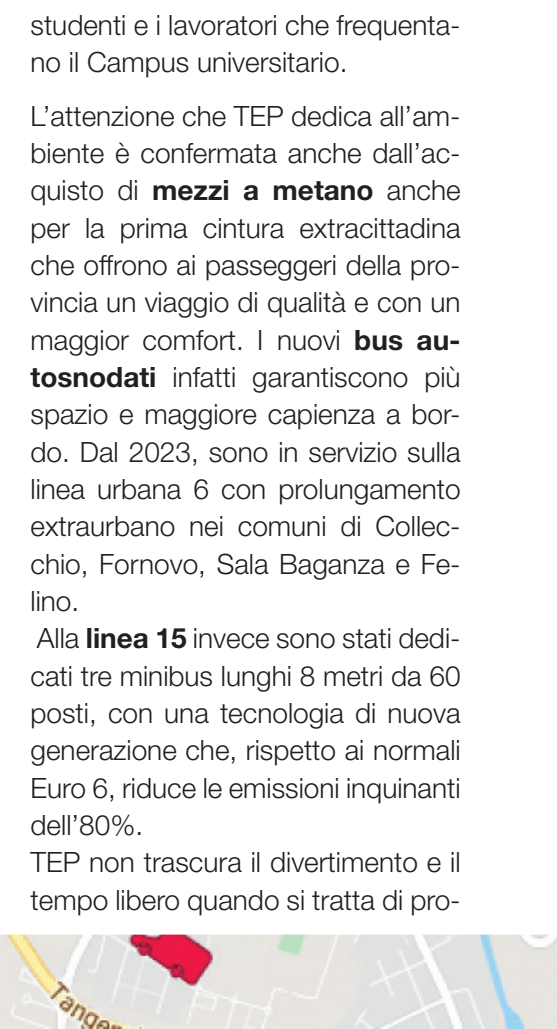 studenti e i lavoratori che frequenta-
no il Campus universitario.
L'attenzione che TEP dedica all'am-
biente è confermata anche dall'ac-
quisto di mezzi a metano anche
per la prima cintura extracittadina
che offrono ai passeggeri della pro-
vincia un viaggio di qualità e con un
maggior comfort. I nuovi bus au-
tosnodati infatti garantiscono più
spazio e maggiore capienza a bor-
do. Dal 2023, sono in servizio sulla
linea urbana 6 con prolungamento
extraurbano nei comuni di Collec-
chio, Fornovo, Sala Baganza e Fe-
lino.
Alla linea 15 invece sono stati dedi-
cati tre minibus lunghi 8 metri da 60
posti, con una tecnologia di nuova
generazione che, rispetto ai normali
Euro 6, riduce le emissioni inquinanti
dell'80%.
TEP non trascura il divertimento e il
tempo libero quando si tratta di pro-